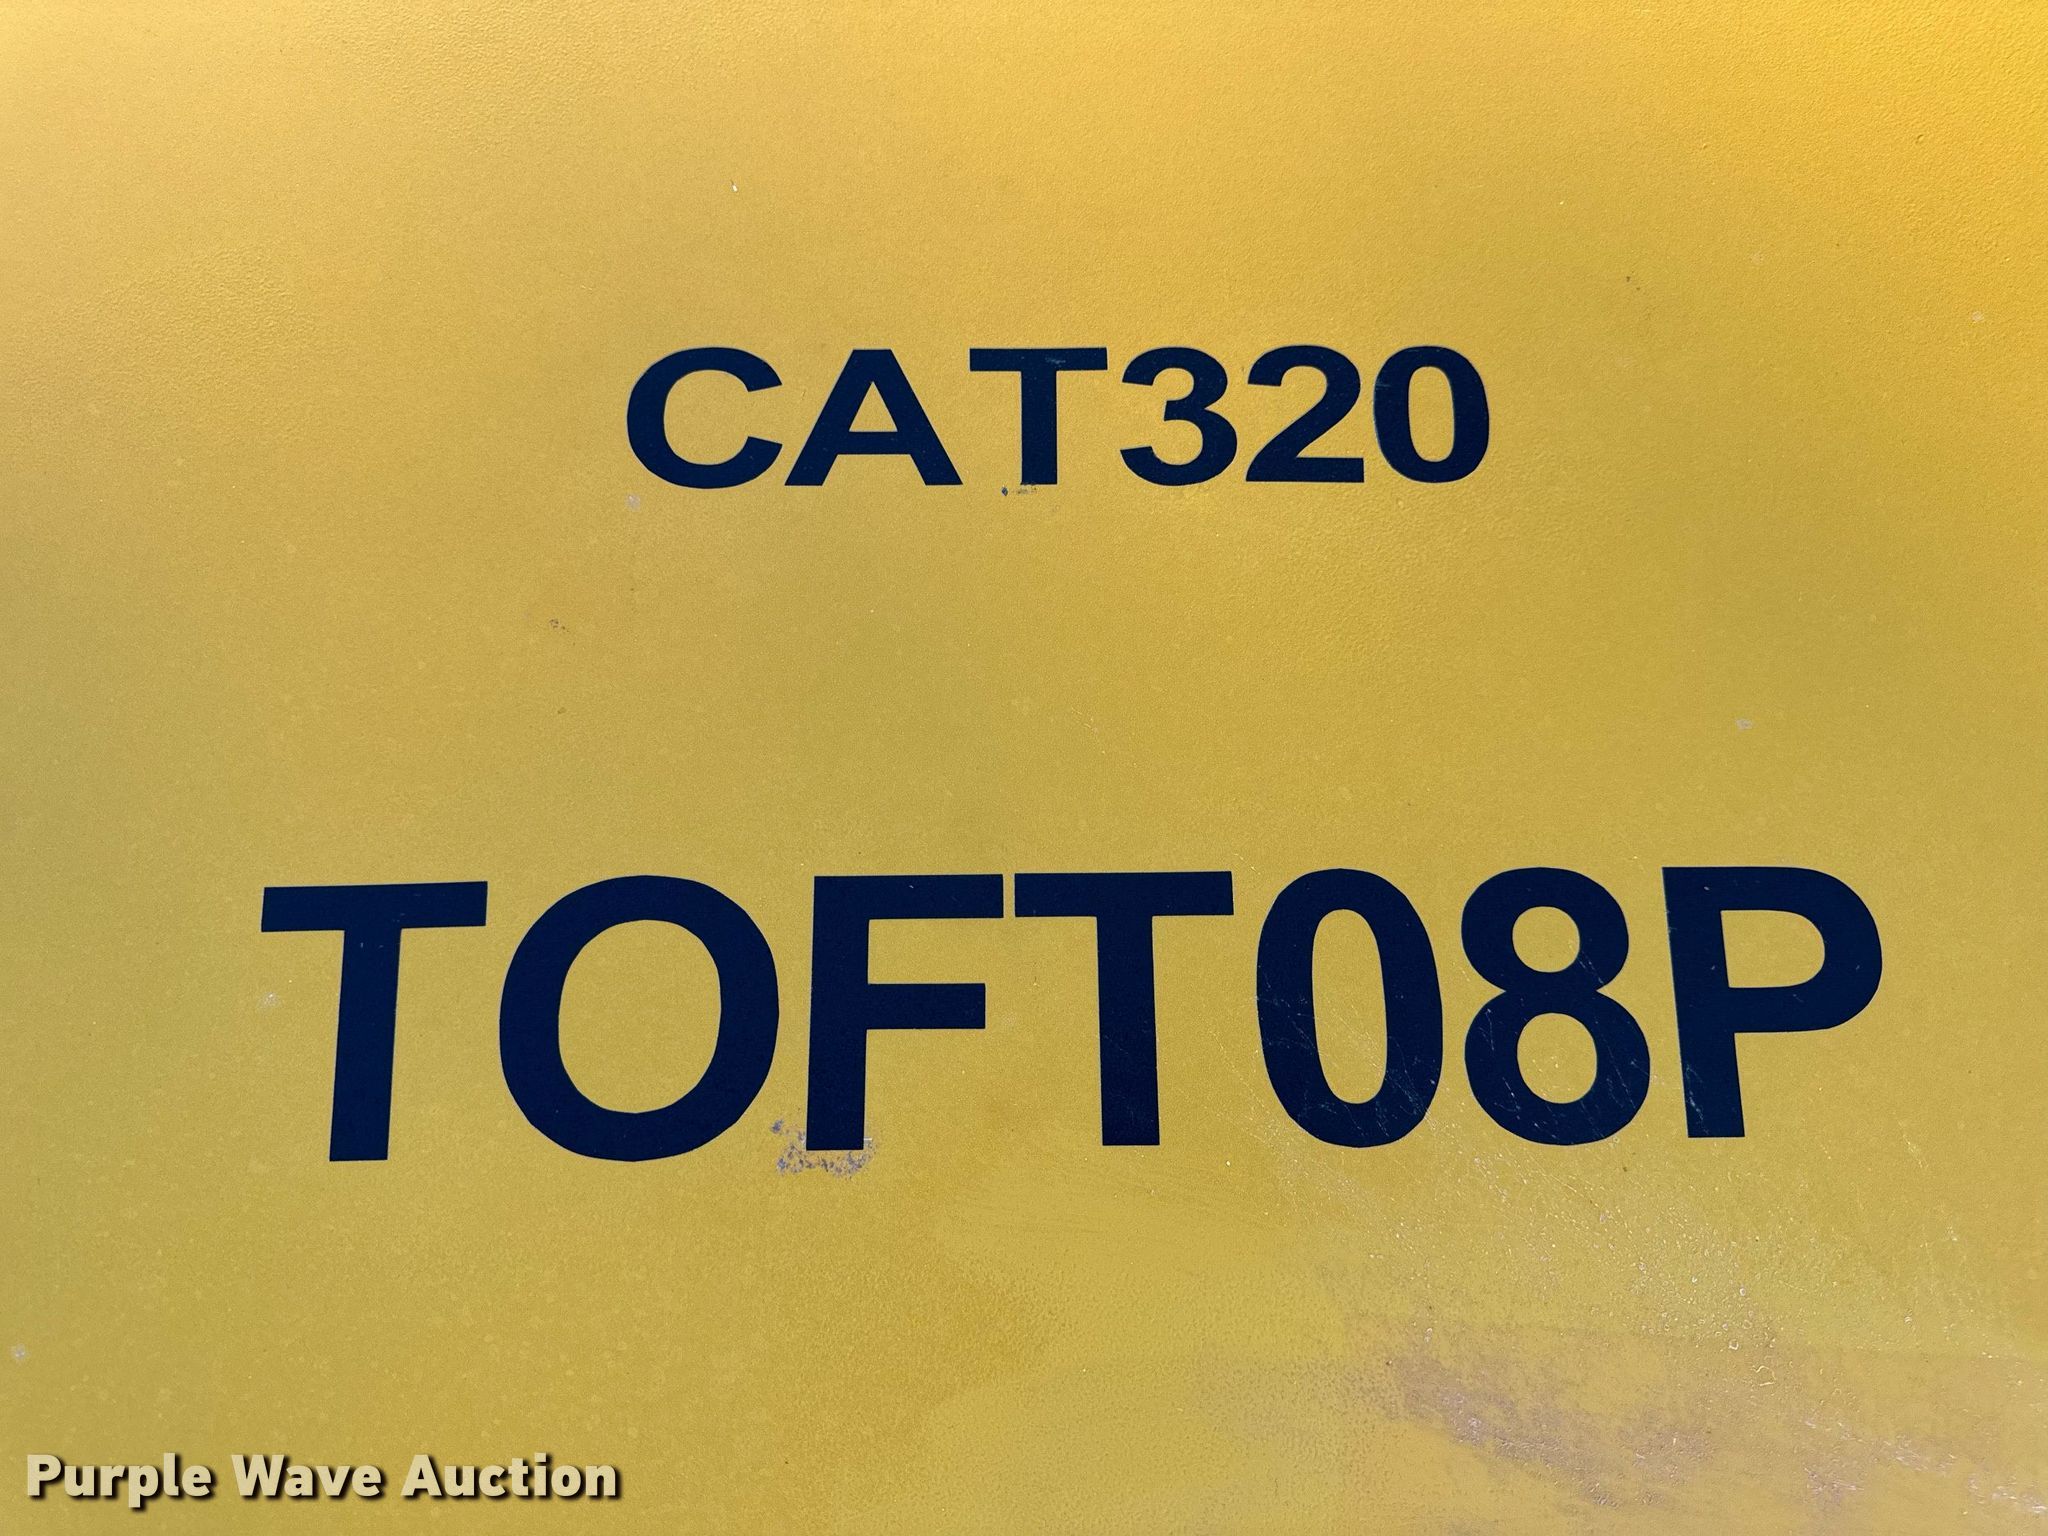 CAT320
TOFT08P
Purple Wave Auction